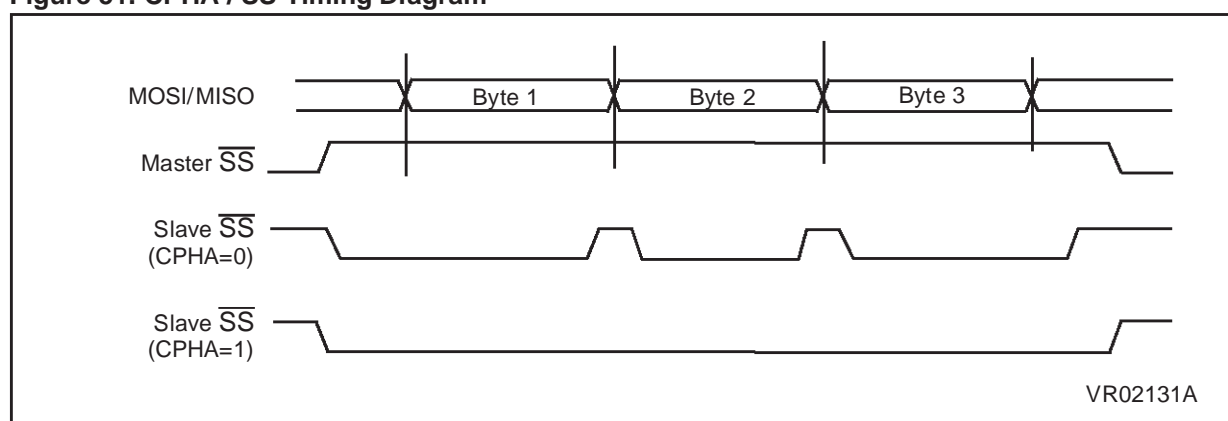 MOSI/MISO
Byte 1
Byte 2
Byte 3
Master SS
Slave SS
(CPHA=0)
Slave SS
(CPHA=1)
VR02131A